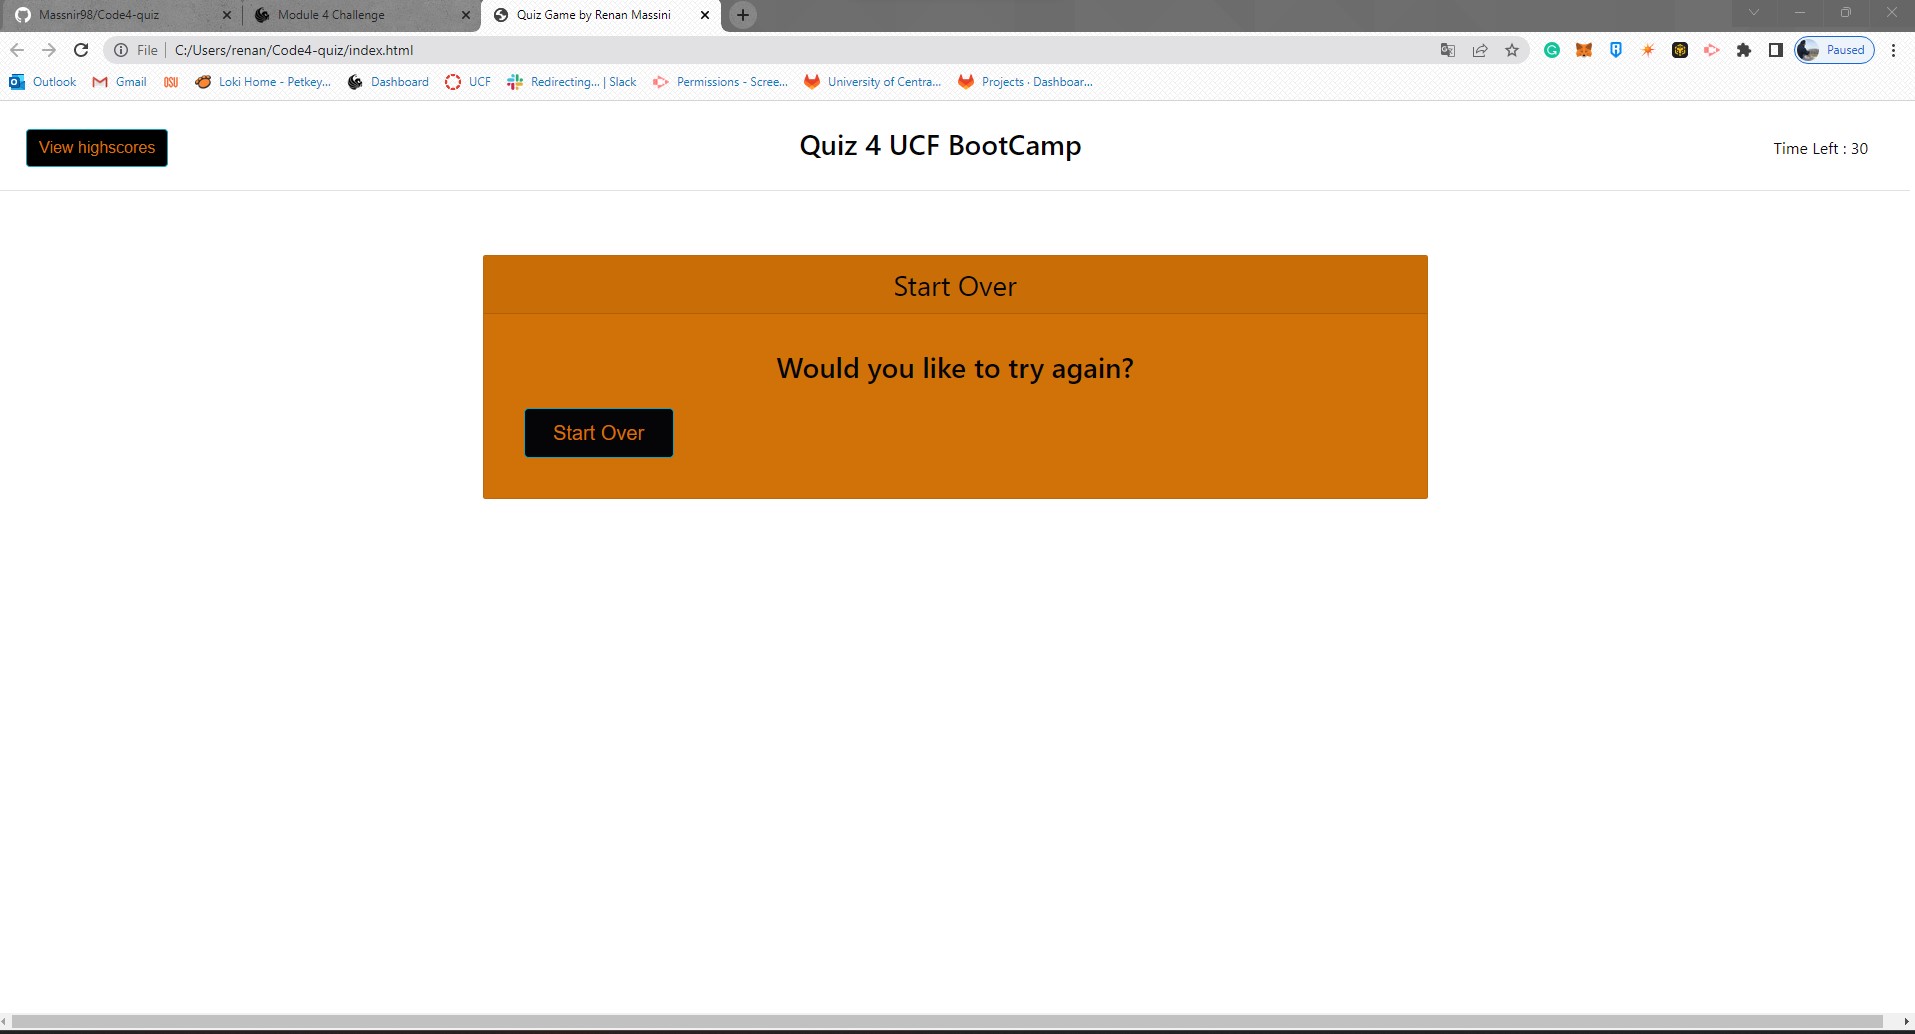 Massnir98/Code4-quiz
Module 4 Challenge
Quiz Game by Renan Massini
File
C:/Users/renan/Code4-quiz/index.html
Paused
Outlook
Gmail
OSU
Loki Home - Petkey...
Dashboard
UCF
Redirecting... | Slack
Permissions - Scree...
University of Centra...
Projects · Dashboar...
View highscores
Quiz 4 UCF BootCamp
Time Left : 30
Start Over
Would you like to try again?
Start Over